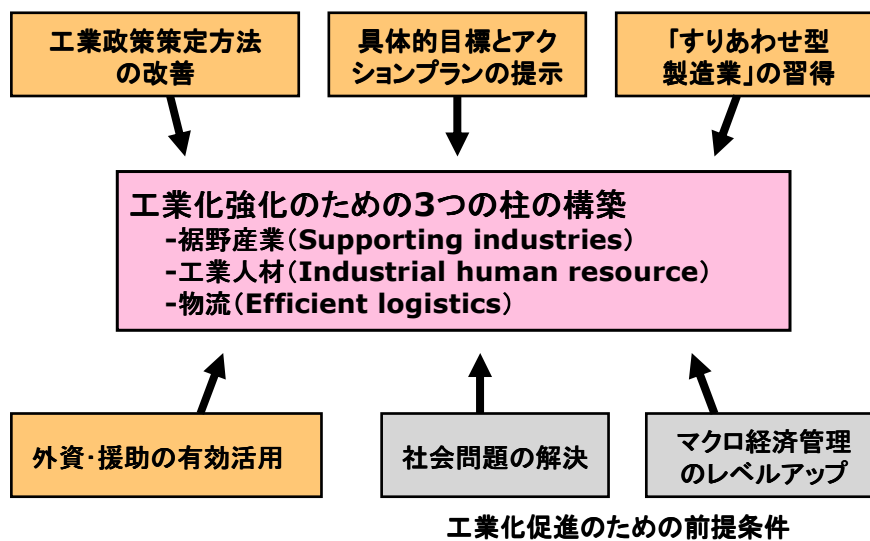 工業政策策定方法
の改善
具体的目標とアク
ションプランの提示
「すりあわせ型
製造業」の習得
工業化強化のための3つの柱の構築
-裾野産業(Supporting industries)
-工業人材(Industrial human resource)
-物流(Efficient logistics)
外資・援助の有効活用
社会問題の解決
マクロ経済管理
のレベルアップ
工業化促進のための前提条件